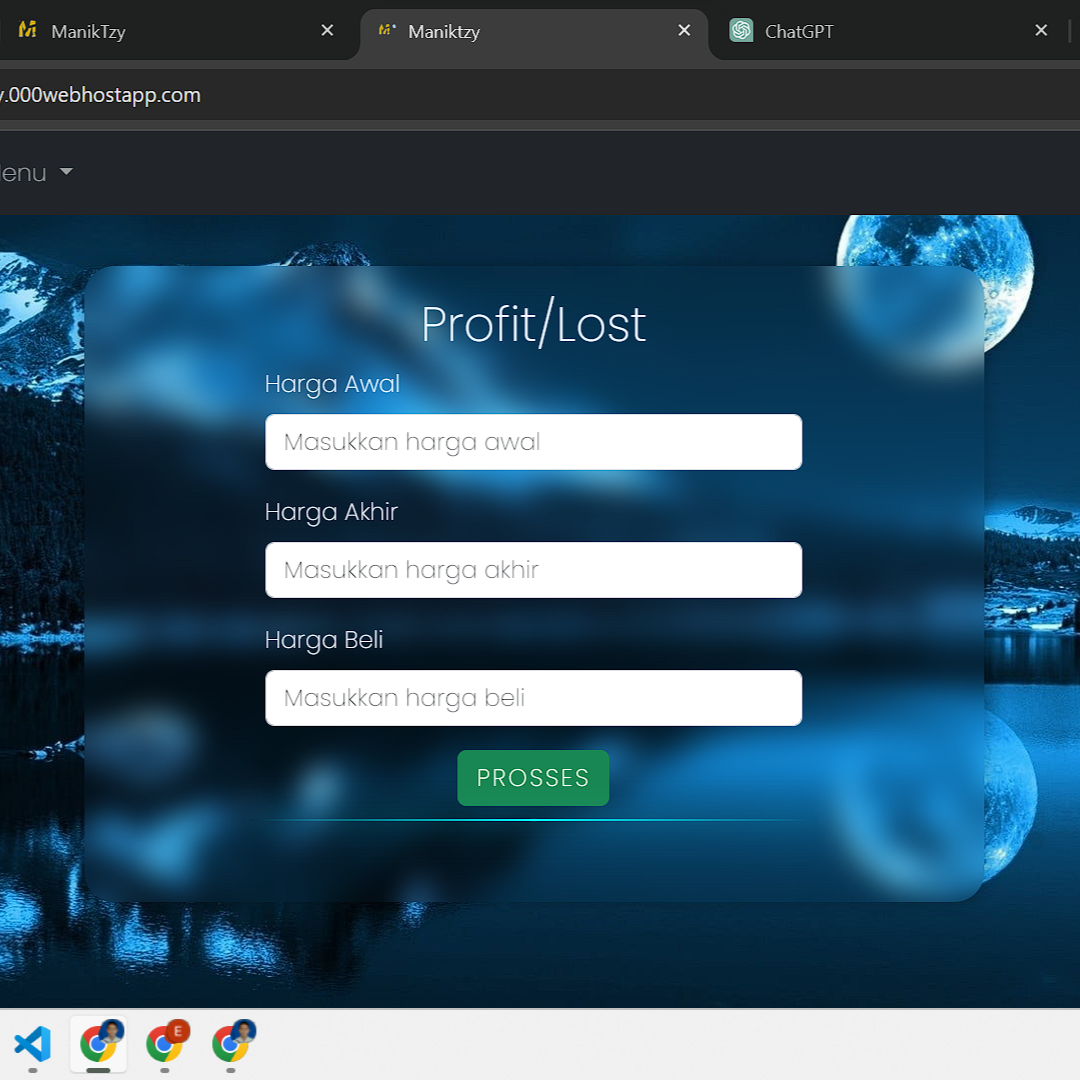 ManikTzy
Maniktzy
ChatGPT
.000webhostapp.com
enu
Profit/Lost
Harga Awal
Masukkan harga awal
Harga Akhir
Masukkan harga akhir
Harga Beli
Masukkan harga beli
PROSSES
E